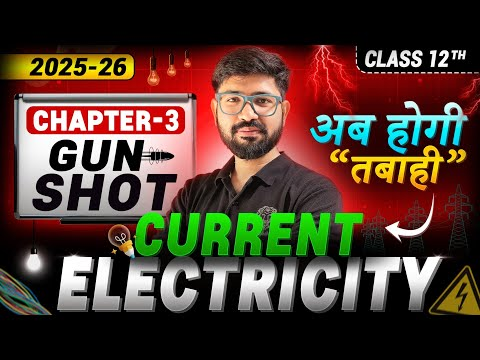 2025-26
CLASS 12TH
CHAPTER-3
GUN
SHOT
अब होगी
“तबाही”
CURRENT
ELECTRICITY